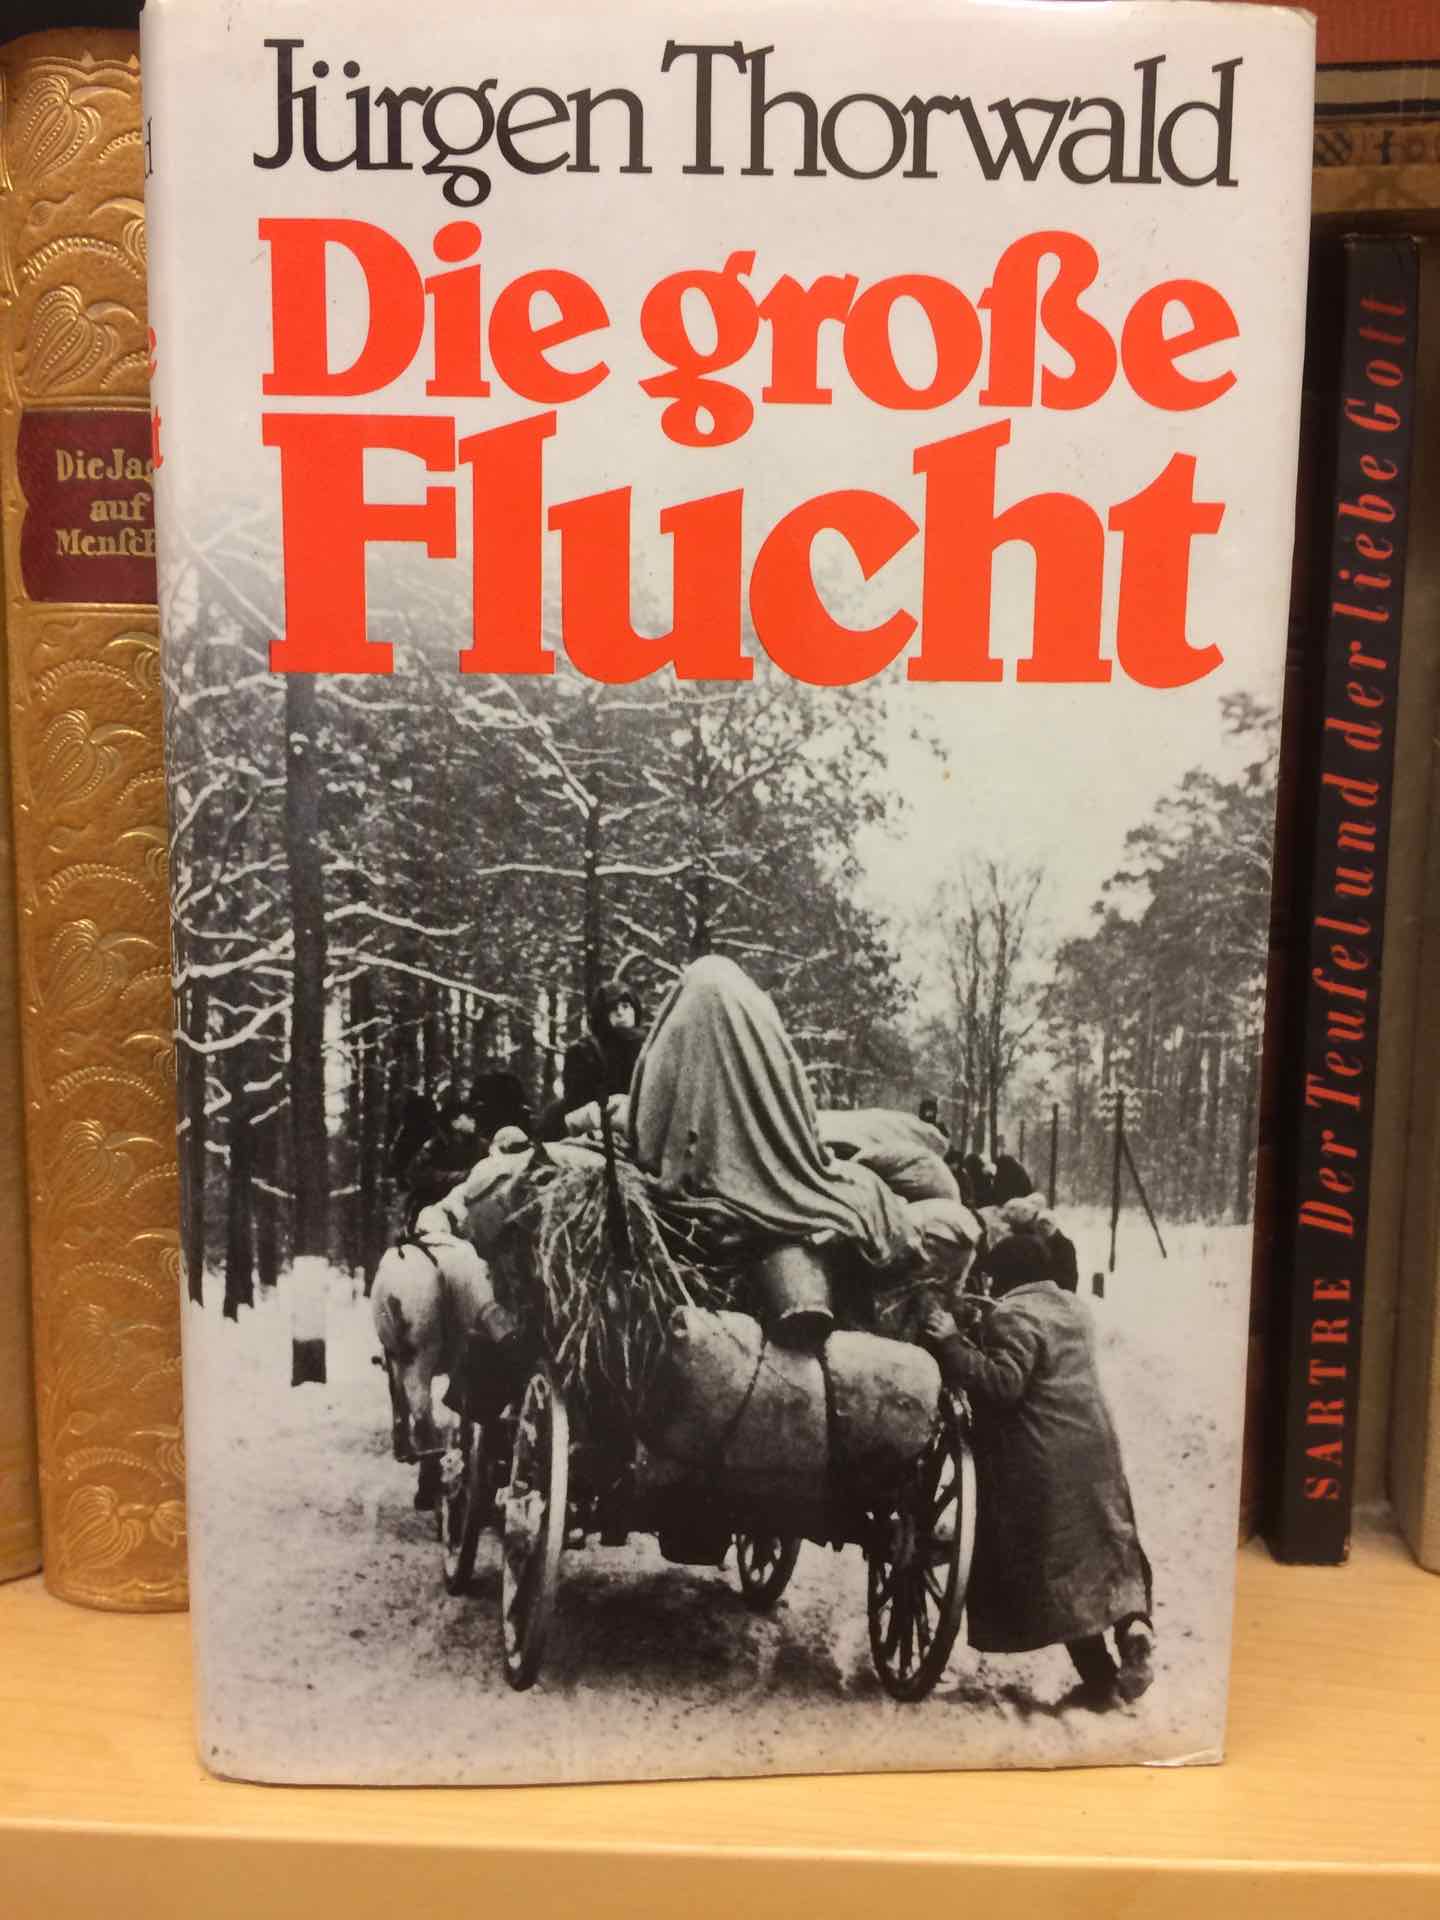 Jürgen Thorwald
Die große
Flucht
Die Jag
auf
Mensch
SARTRE Der Teufel und der liebe Gott